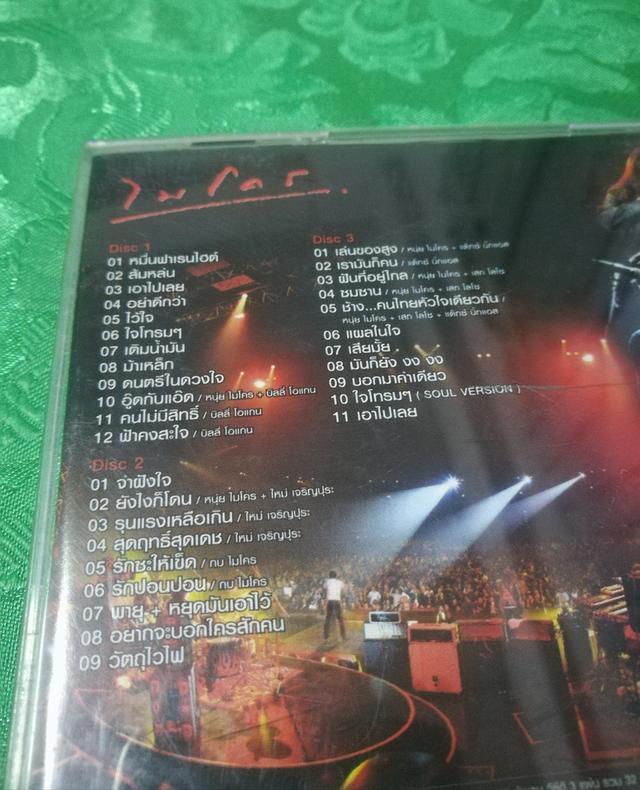 ไมโคร
Disc 1
01 หมื่นฟาเรนไฮต์
02 ส้มหล่น
03 เอาไปเลย
04 อย่าดีกว่า
05 ไว้ใจ
06 ใจโทรมๆ
07 เติมน้ำมัน
08 ม้าเหล็ก
09 ดนตรีในดวงใจ
10 อู๊ดกับแอ๊ด / หนุ่ย ไมโคร + บิลลี่ โอแกน
11 คนไม่มีสิทธิ์ / บิลลี่ โอแกน
12 ฟ้าคงสะใจ / บิลลี่ โอแกน
Disc 2
01 จำฝังใจ
02 ยังไงก็โดน / หนุ่ย ไมโคร + ใหม่ เจริญปุระ
03 รุนแรงเหลือเกิน / ใหม่ เจริญปุระ
04 สุดฤทธิ์สุดเดช / ใหม่ เจริญปุระ
05 รักซะให้เข็ด / กบ ไมโคร
06 รักปอนปอน / กบ ไมโคร
07 พายุ + หยุดมันเอาไว้
08 อยากจะบอกใครสักคน
09 วัตถุไวไฟ
Disc 3
01 เล่นของสูง / หนุ่ย ไมโคร + แด๊กซ์ บิ๊กแอส
02 เรามันก็คน / แด๊กซ์ บิ๊กแอส
03 ฝันที่อยู่ไกล / หนุ่ย ไมโคร + เสก โลโซ
04 ซมซาน / หนุ่ย ไมโคร + เสก โลโซ
05 ช้าง...คนไทยหัวใจเดียวกัน /
หนุ่ย ไมโคร + เสก โลโซ + แด๊กซ์ บิ๊กแอส
06 แผลในใจ
07 เสียมั้ย
08 มันก็ยัง งง งง
09 บอกมาคำเดียว
10 ใจโทรมๆ ( SOUL VERSION )
11 เอาไปเลย
3 แผ่น รวม 32